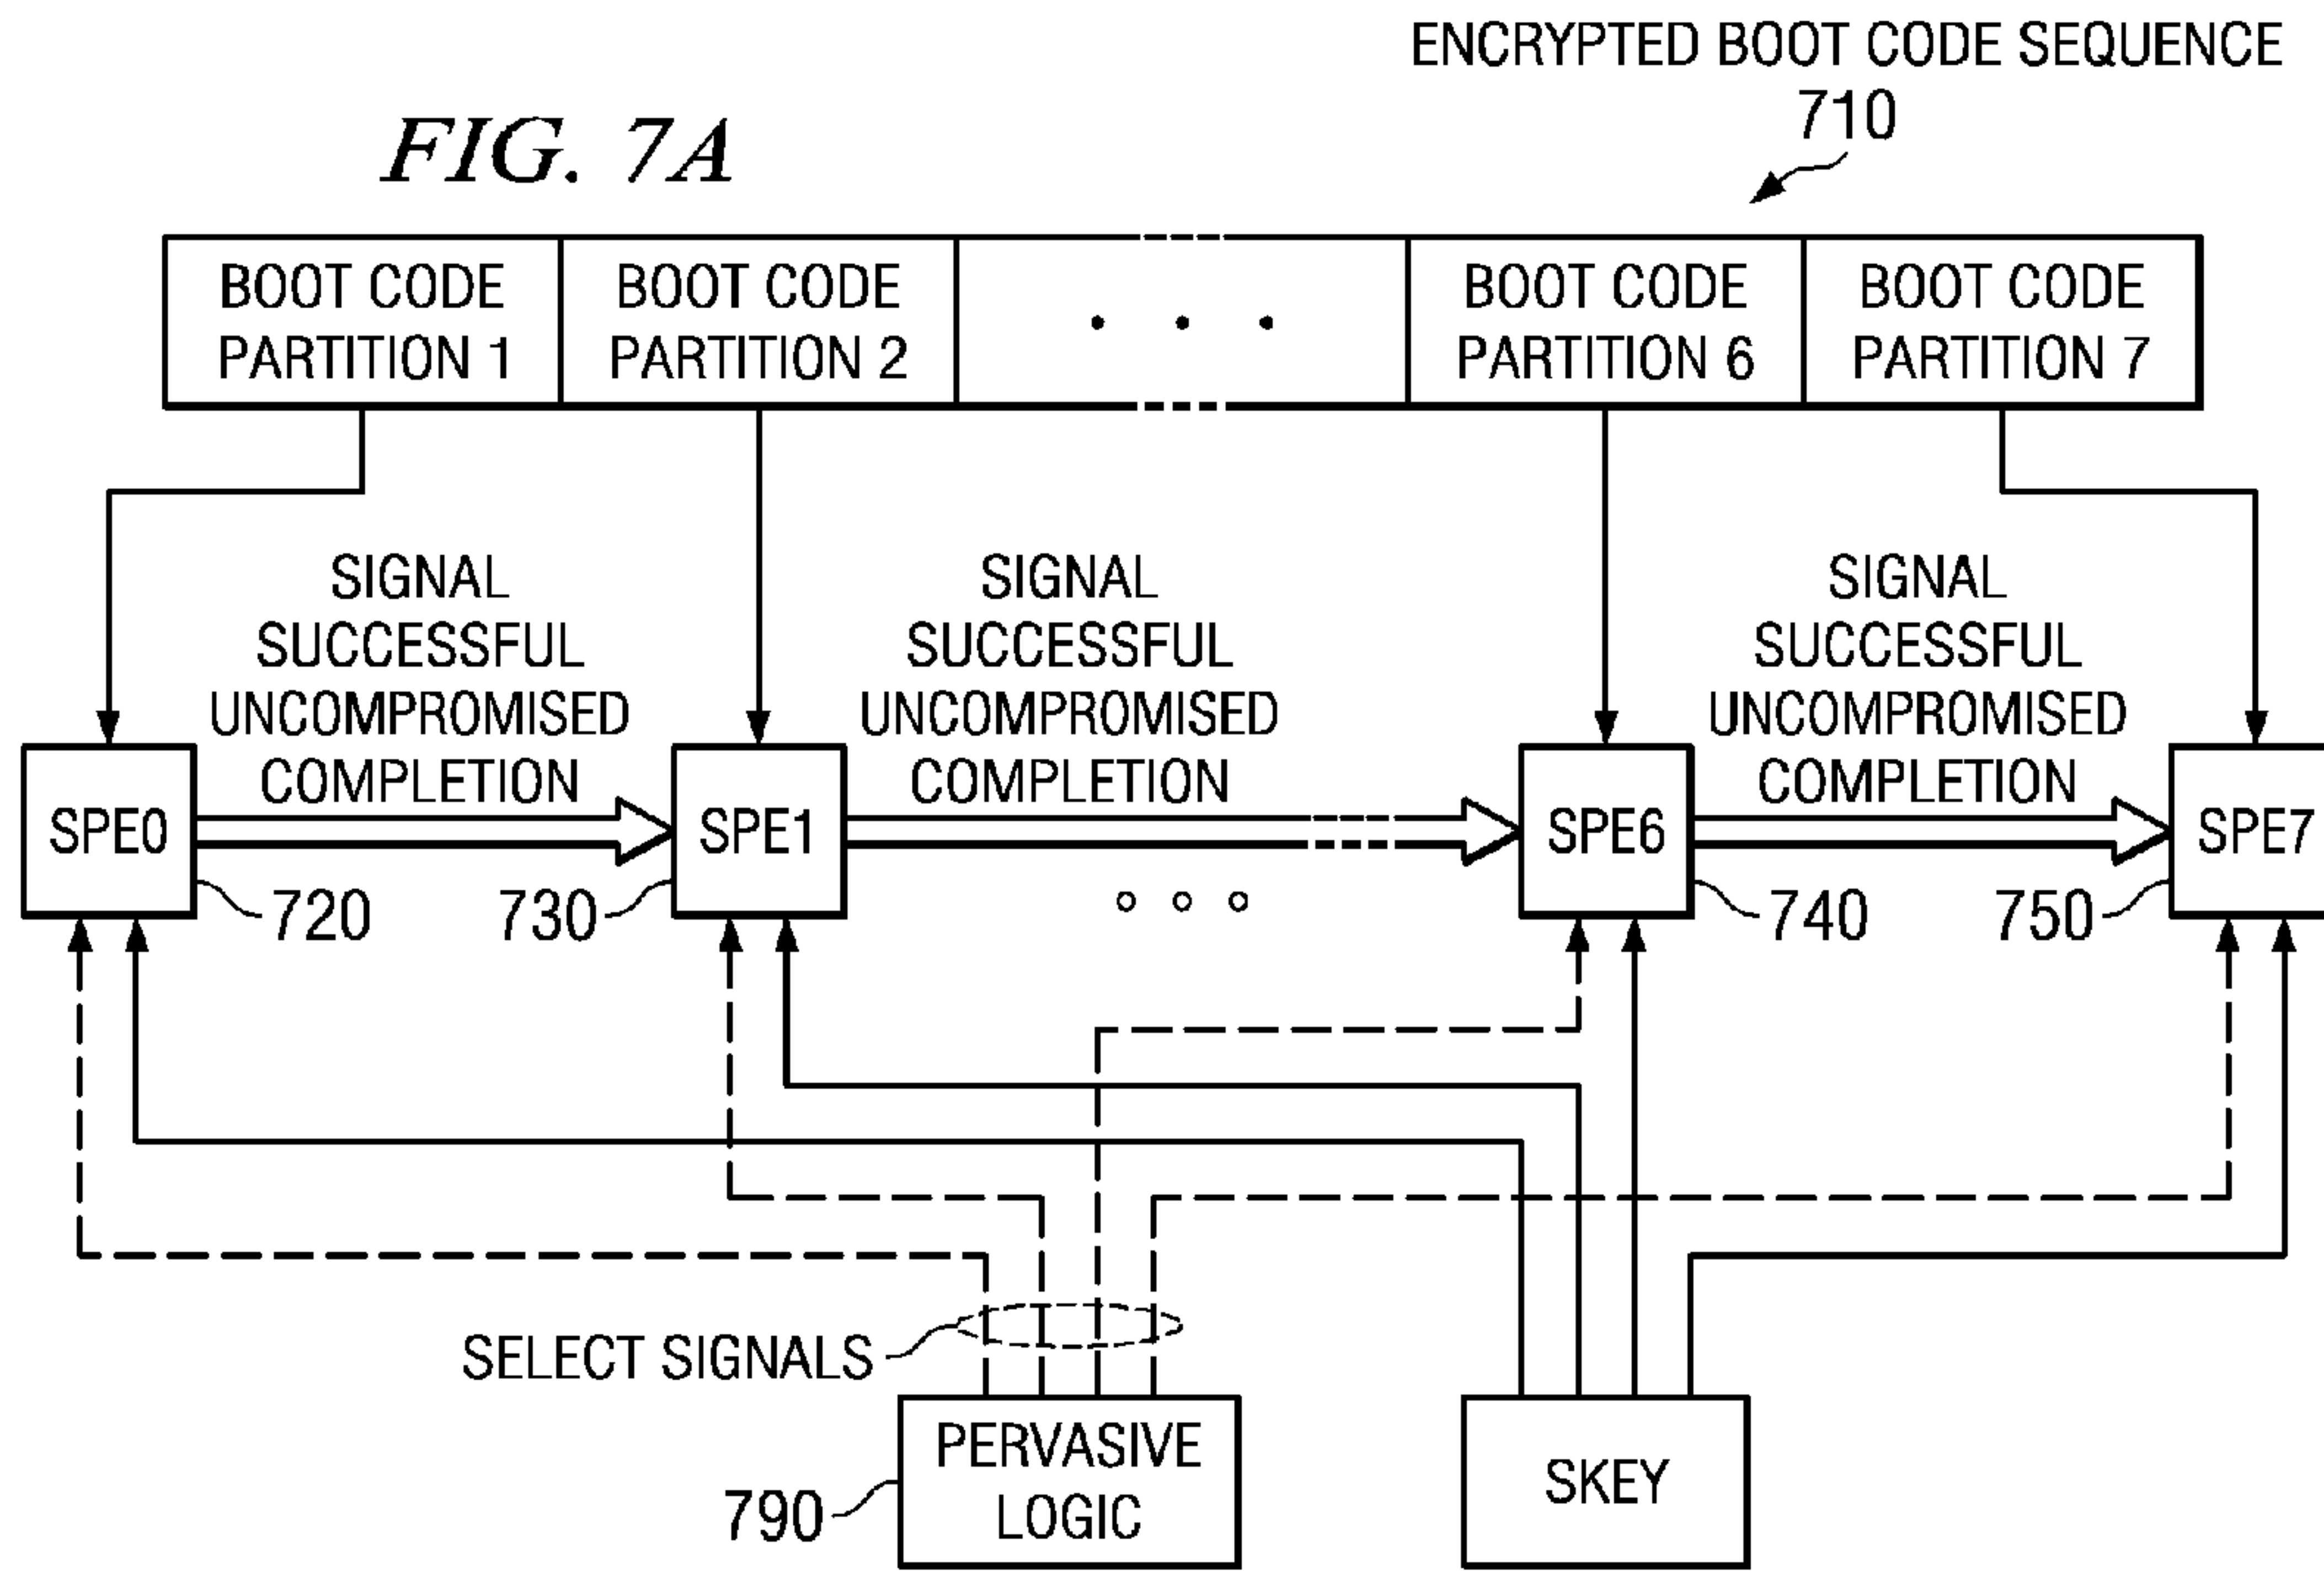 ENCRYPTED BOOT CODE SEQUENCE
710
FIG. 7A
BOOT CODE
PARTITION 1
BOOT CODE
PARTITION 2
BOOT CODE
PARTITION 6
BOOT CODE
PARTITION 7
SIGNAL
SUCCESSFUL
UNCOMPROMISED
COMPLETION
SIGNAL
SUCCESSFUL
UNCOMPROMISED
COMPLETION
SIGNAL
SUCCESSFUL
UNCOMPROMISED
COMPLETION
SPE0
SPE1
SPE6
SPE7
720
730
740
750
SELECT SIGNALS
PERVASIVE
LOGIC
790
SKEY